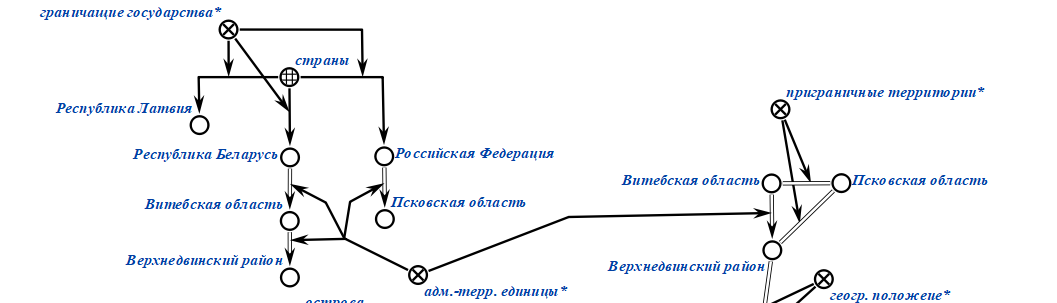 граничащие государства*
страны
Республика Латвия
Республика Беларусь
Российская Федерация
Витебская область
Псковская область
Верхнедвинский район
адм.-терр. единицы*
острова
приграничные территории*
Витебская область
Псковская область
Верхнедвинский район
геогр. положепе*